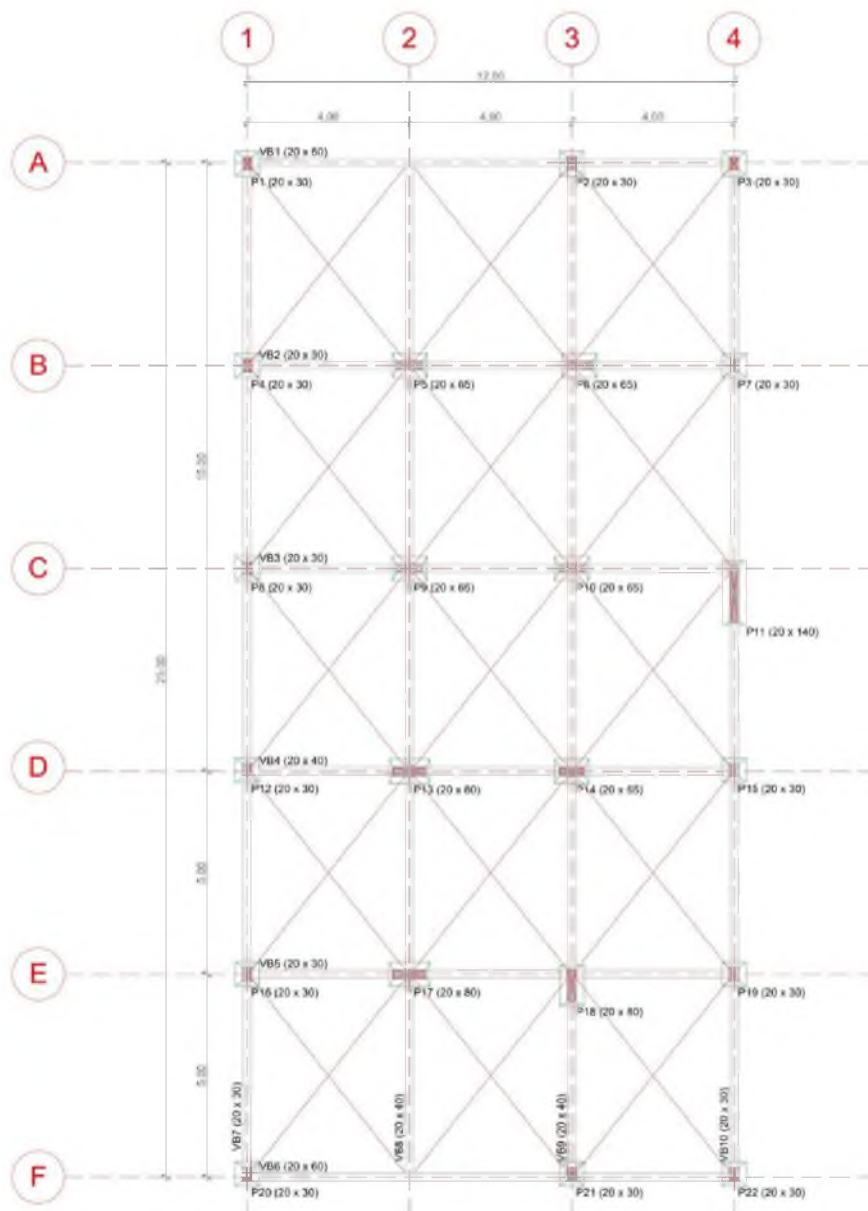 1 2 3 4
12.00
4.00 4.00 4.00
A
VB1 (20 x 60)
P1 (20 x 30) P2 (20 x 30) P3 (20 x 30)
B
VB2 (20 x 30)
P4 (20 x 30) P5 (20 x 65) P6 (20 x 65) P7 (20 x 30)
15.00
C
VB3 (20 x 30)
P8 (20 x 30) P9 (20 x 65) P10 (20 x 65)
P11 (20 x 140)
25.00
D
VB4 (20 x 40)
P12 (20 x 30) P13 (20 x 80) P14 (20 x 65) P15 (20 x 30)
5.00
E
VB5 (20 x 30)
P16 (20 x 30) P17 (20 x 80) P19 (20 x 30)
P18 (20 x 80)
5.00
VB7 (20 x 30) VB8 (20 x 40) VB9 (20 x 40) VB10 (20 x 30)
F
VB6 (20 x 60)
P20 (20 x 30) P21 (20 x 30) P22 (20 x 30)